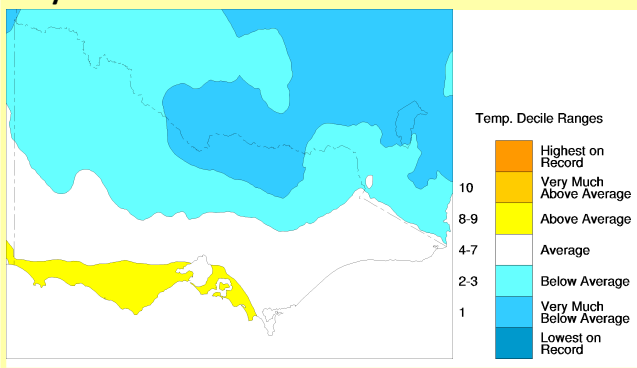 Temp. Decile Ranges
Highest on
Record
10
Very Much
Above Average
8-9
Above Average
4-7
Average
2-3
Below Average
1
Very Much
Below Average
Lowest on
Record